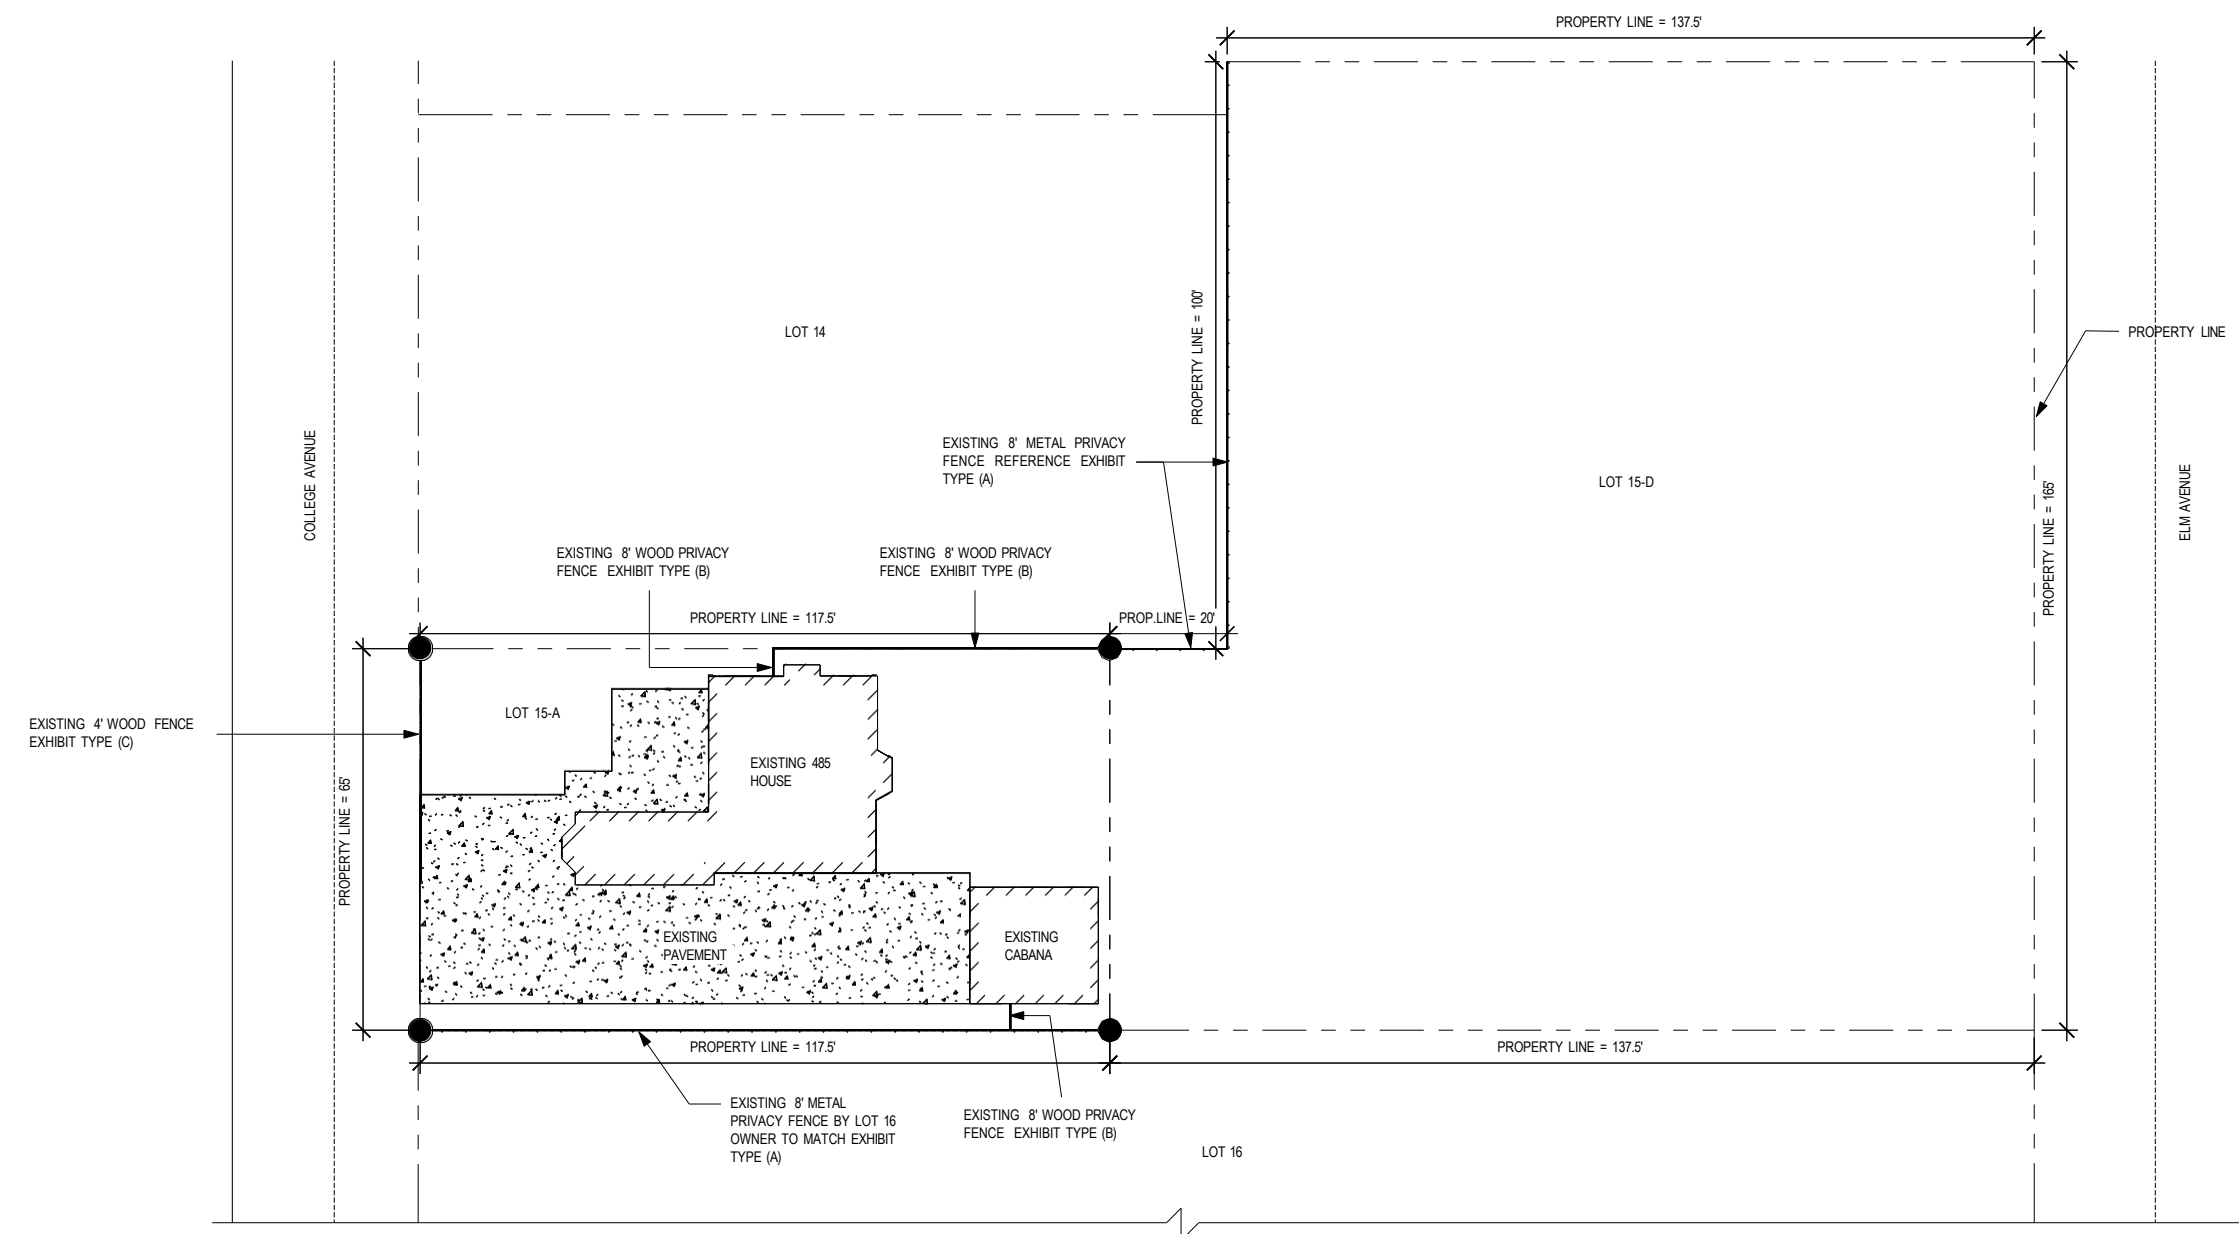 PROPERTY LINE = 137.5'
PROPERTY LINE = 100'
LOT 14
PROPERTY LINE
COLLEGE AVENUE
EXISTING 8' METAL PRIVACY
FENCE REFERENCE EXHIBIT
TYPE (A)
LOT 15-D
PROPERTY LINE = 165'
ELM AVENUE
EXISTING 8' WOOD PRIVACY
FENCE EXHIBIT TYPE (B)
EXISTING 8' WOOD PRIVACY
FENCE EXHIBIT TYPE (B)
PROPERTY LINE = 117.5'
PROP.LINE = 20'
EXISTING 4' WOOD FENCE
EXHIBIT TYPE (C)
LOT 15-A
EXISTING 485
HOUSE
PROPERTY LINE = 65'
EXISTING
PAVEMENT
EXISTING
CABANA
PROPERTY LINE = 117.5'
PROPERTY LINE = 137.5'
EXISTING 8' METAL
PRIVACY FENCE BY LOT 16
OWNER TO MATCH EXHIBIT
TYPE (A)
EXISTING 8' WOOD PRIVACY
FENCE EXHIBIT TYPE (B)
LOT 16